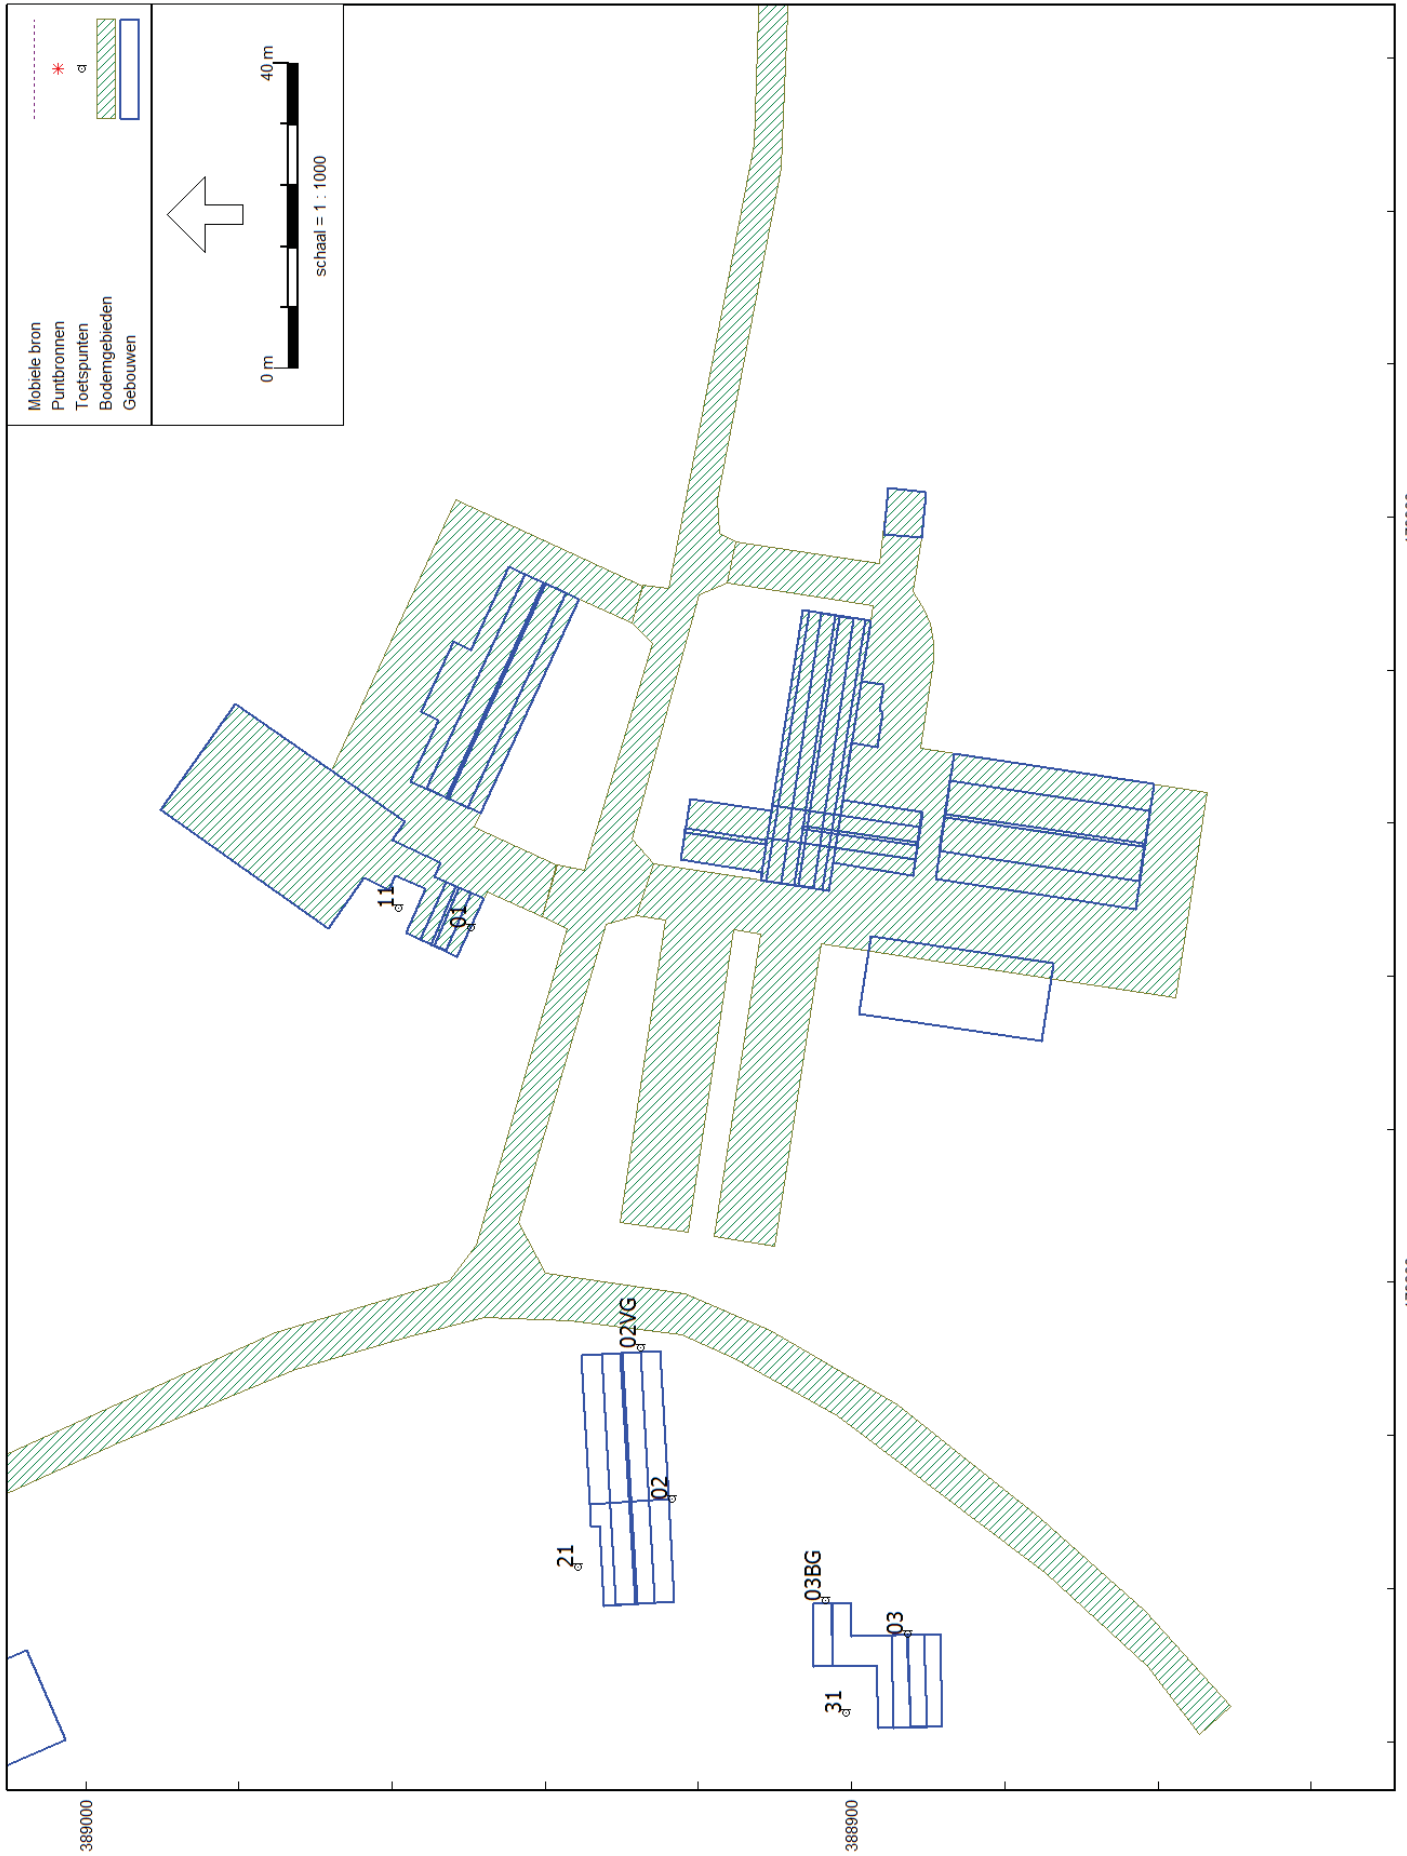 Mobiele bron
Puntbronnen
Toetspunten
Bodemgebieden
Gebouwen
0 m
40 m
schaal = 1 : 1000
11
01
02VG
02
21
03BG
03
31
389000
388900